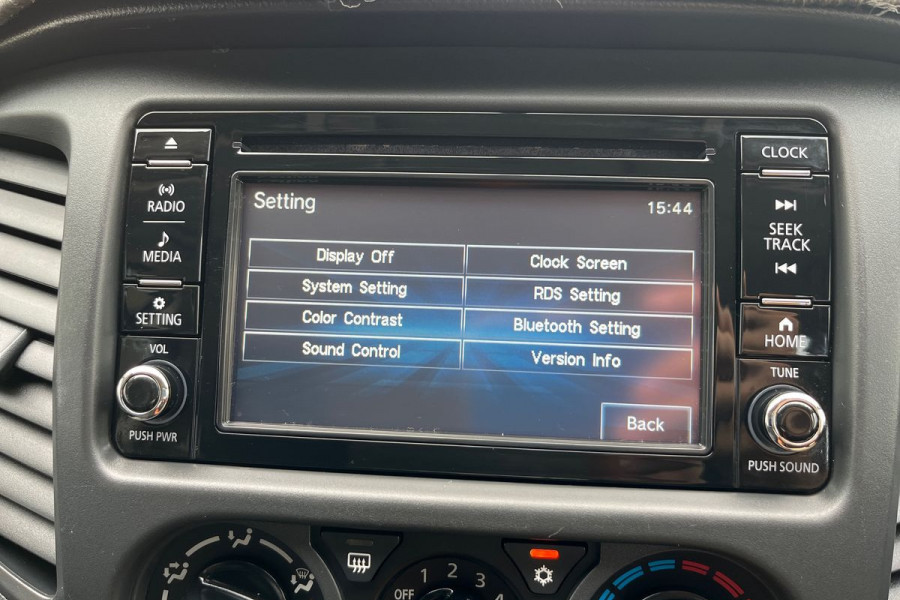 RADIO
MEDIA
SETTING
VOL
PUSH PWR
Setting
15:44
Display Off
Clock Screen
System Setting
RDS Setting
Color Contrast
Bluetooth Setting
Sound Control
Version Info
Back
CLOCK
SEEK
TRACK
HOME
TUNE
PUSH SOUND
OFF 1 2 3 4